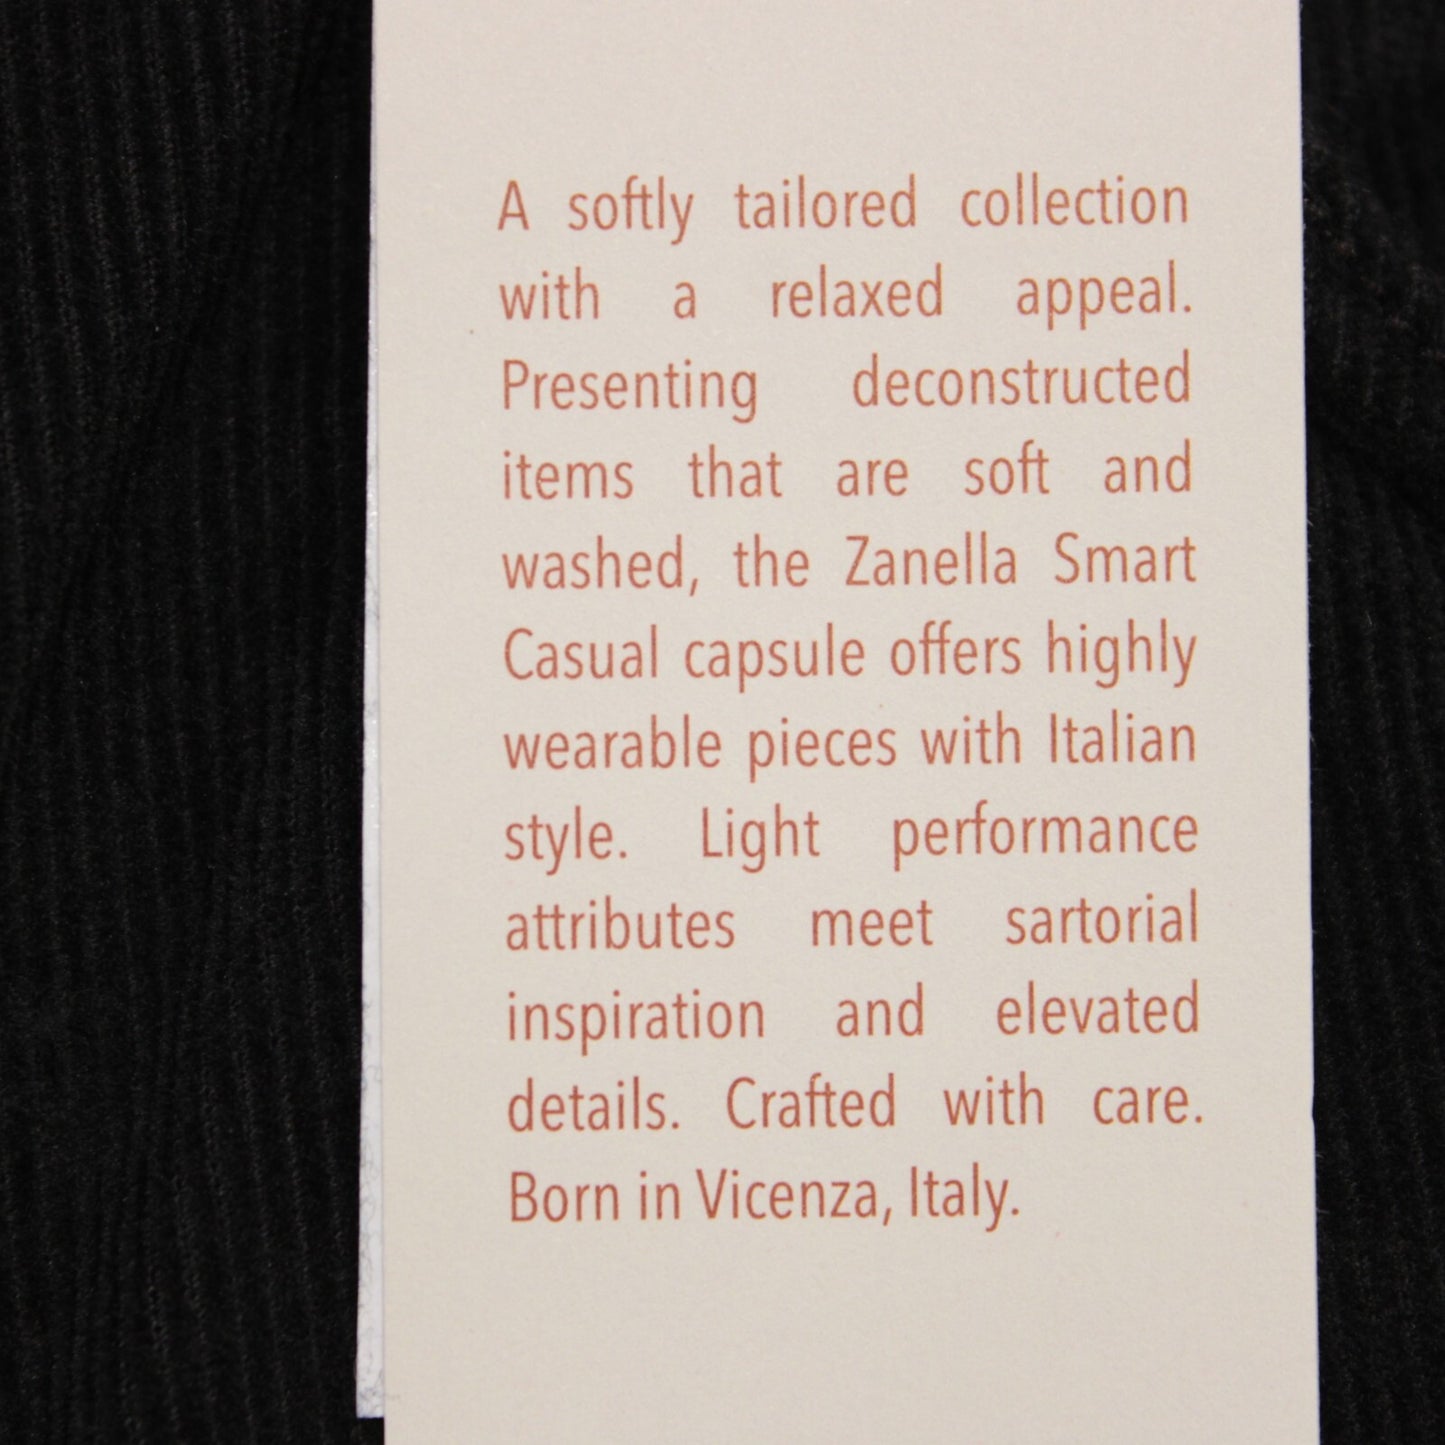 A softly tailored collection
with a relaxed appeal.
Presenting deconstructed
items that are soft and
washed, the Zanella Smart
Casual capsule offers highly
wearable pieces with Italian
style. Light performance
attributes meet sartorial
inspiration and elevated
details. Crafted with care.
Born in Vicenza, Italy.